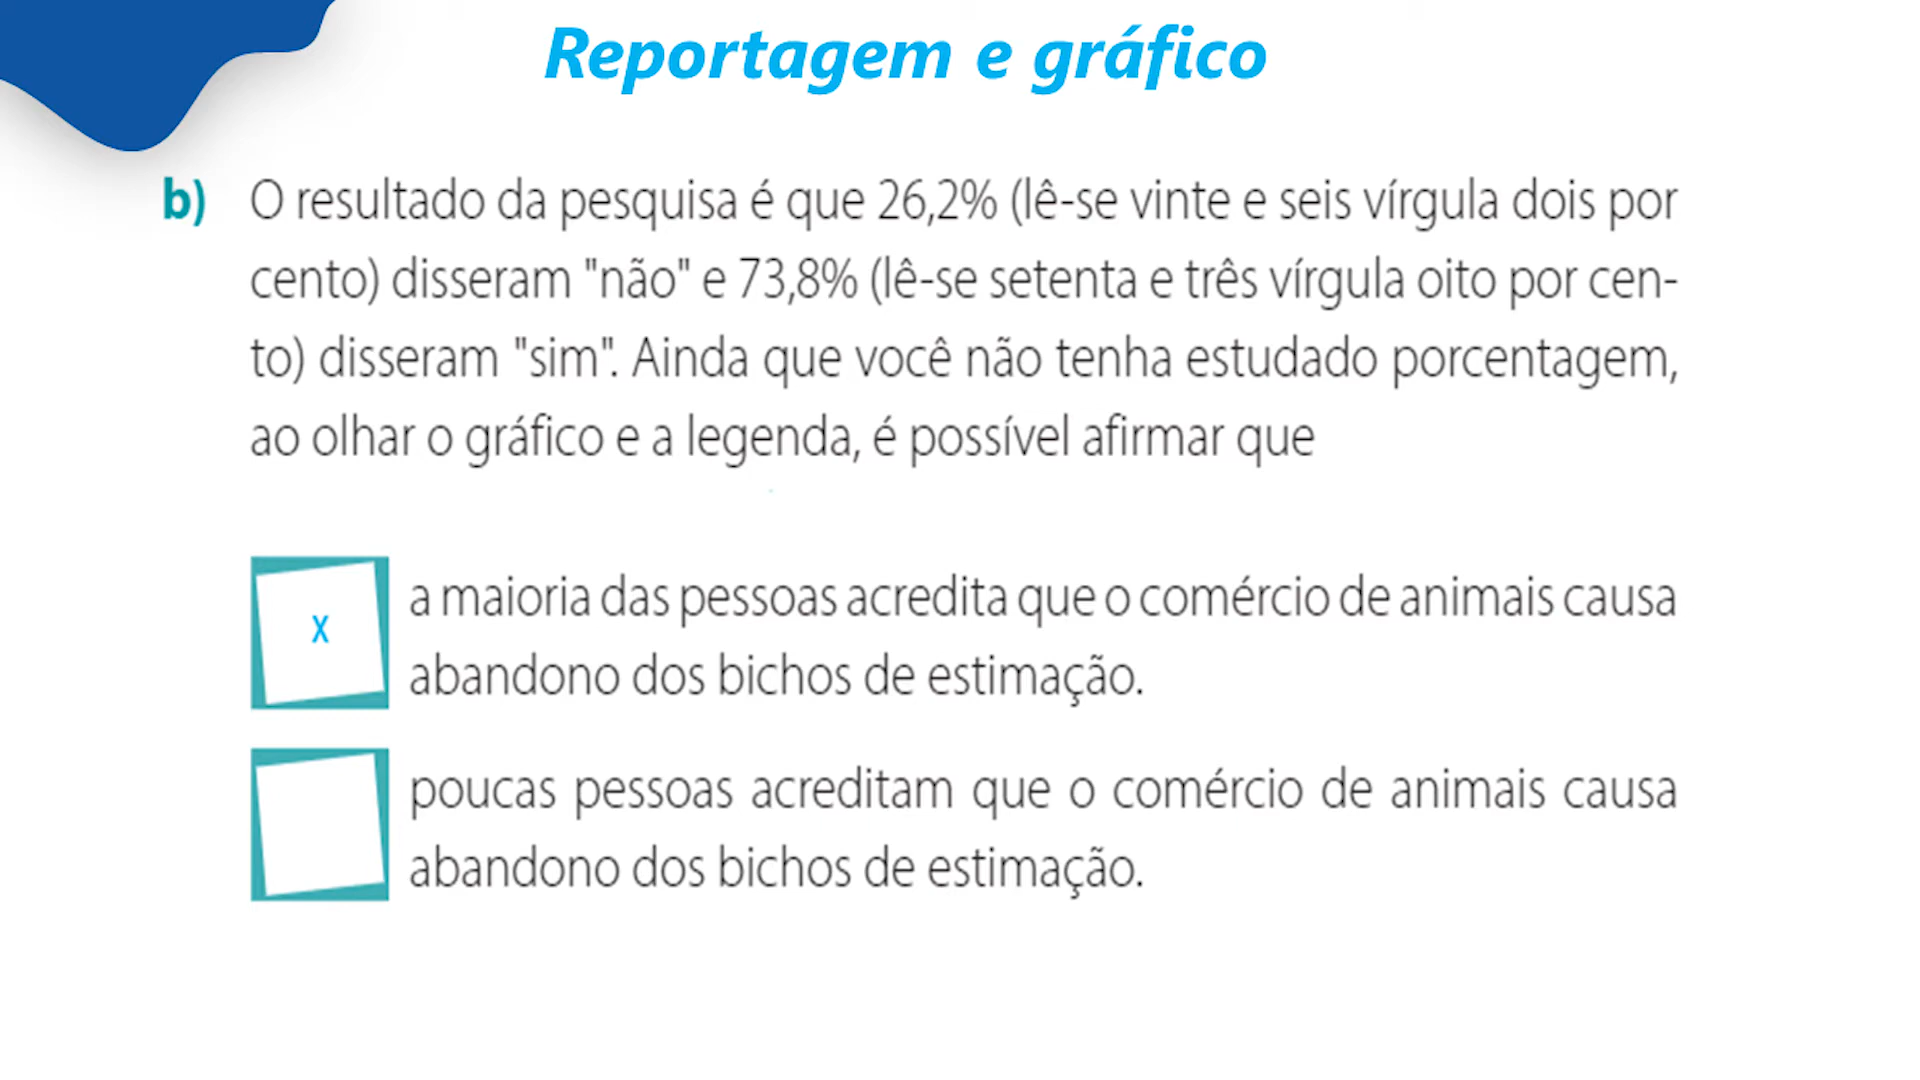 Reportagem e gráfico
b) O resultado da pesquisa é que 26,2% (lê-se vinte e seis vírgula dois por
cento) disseram "não" e 73,8% (lê-se setenta e três vírgula oito por cen-
to) disseram "sim". Ainda que você não tenha estudado porcentagem,
ao olhar o gráfico e a legenda, é possível afirmar que
x a maioria das pessoas acredita que o comércio de animais causa
abandono dos bichos de estimação.
poucas pessoas acreditam que o comércio de animais causa
abandono dos bichos de estimação.